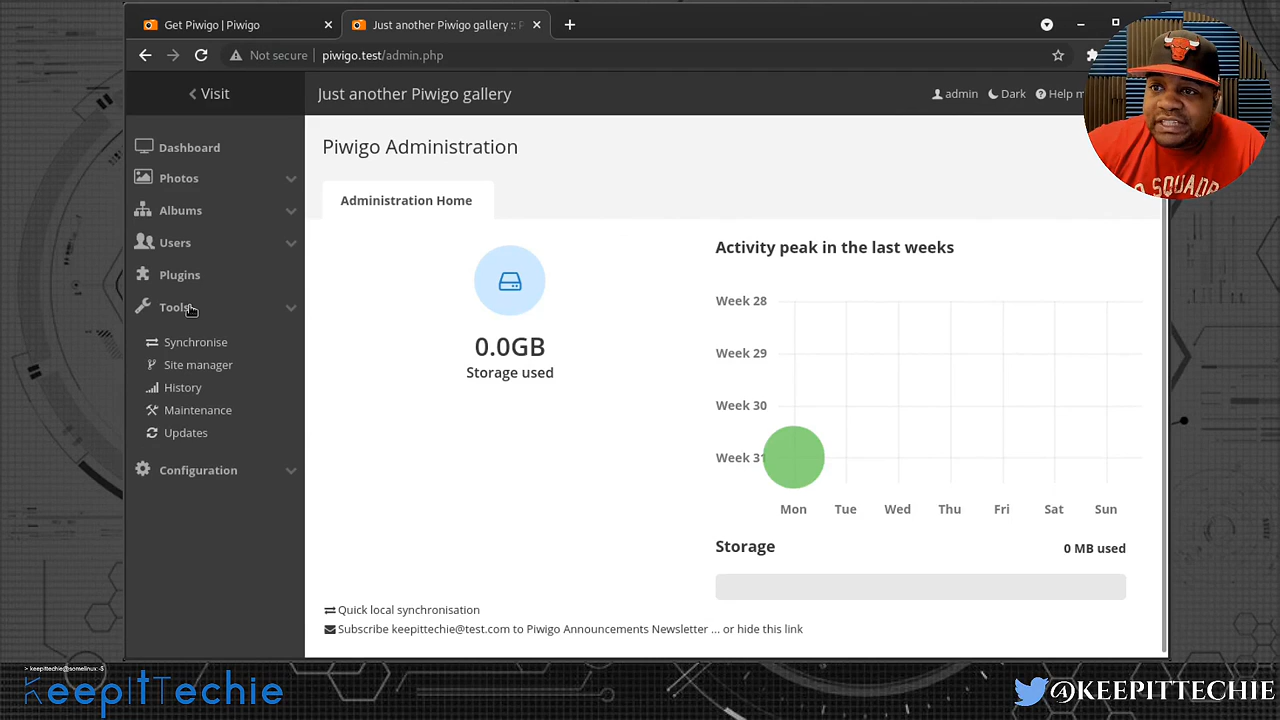 Get Piwigo | Piwigo
Just another Piwigo gallery :: P
Not secure
piwigo.test/admin.php
Visit
Just another Piwigo gallery
admin
Dark
Help m
Dashboard
Photos
Albums
Users
Plugins
Tools
Synchronise
Site manager
History
Maintenance
Updates
Configuration
Piwigo Administration
Administration Home
0.0GB
Storage used
Activity peak in the last weeks
Week 28
Week 29
Week 30
Week 31
Mon Tue Wed Thu Fri Sat Sun
Storage
0 MB used
Quick local synchronisation
Subscribe keepittechie@test.com to Piwigo Announcements Newsletter ... or hide this link
SQUADR
> keepittechie@somelinux:-$
KeepItTechie
@KEEPITTECHIE